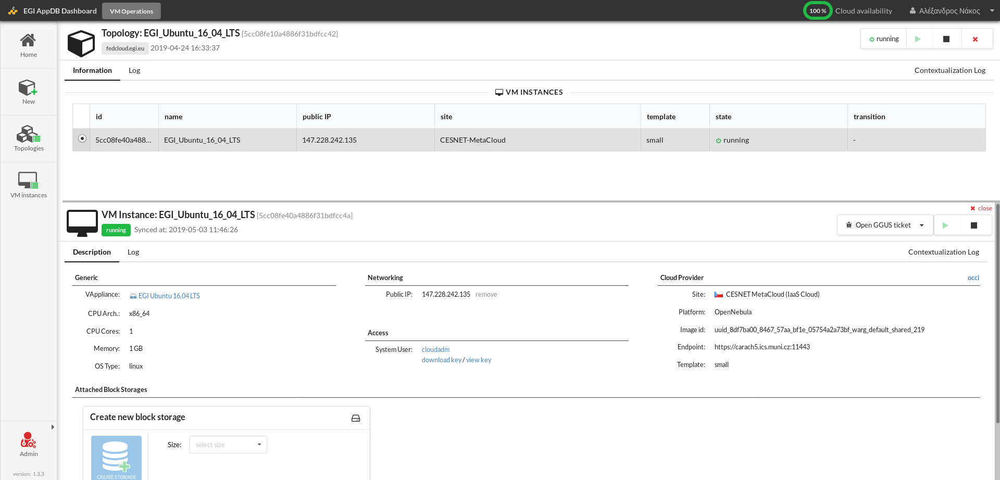 EGI AppDB Dashboard
VM Operations
100 %
Cloud availability
Αλέξανδρος Νάκος
Home
New
Topologies
VM instances
Admin
version: 1.3.3
Topology: EGI_Ubuntu_16_04_LTS [5cc08fe10a4886f31bdfcc42]
fedcloud.egi.eu 2019-04-24 16:33:37
running
Information Log
Contextualization Log
VM INSTANCES
id name public IP site template state transition
5cc08fe40a488... EGI_Ubuntu_16_04_LTS 147.228.242.135 CESNET-MetaCloud small running -
close
VM Instance: EGI_Ubuntu_16_04_LTS [5cc08fe40a4886f31bdfcc4a]
running Synced at: 2019-05-03 11:46:26
Open GGUS ticket
Description Log
Contextualization Log
Generic
VAppliance: EGI Ubuntu 16.04 LTS
CPU Arch.: x86_64
CPU Cores: 1
Memory: 1 GB
OS Type: linux
Networking
Public IP: 147.228.242.135 remove
Access
System User: cloudadm
download key / view key
Cloud Provider occi
Site: CESNET MetaCloud (IaaS Cloud)
Platform: OpenNebula
Image id: uuid_8df7ba00_8467_57aa_bf1e_05754a2a73bf_warg_default_shared_219
Endpoint: https://carach5.ics.muni.cz:11443
Template: small
Attached Block Storages
Create new block storage
CREATE STORAGE
Size: select size